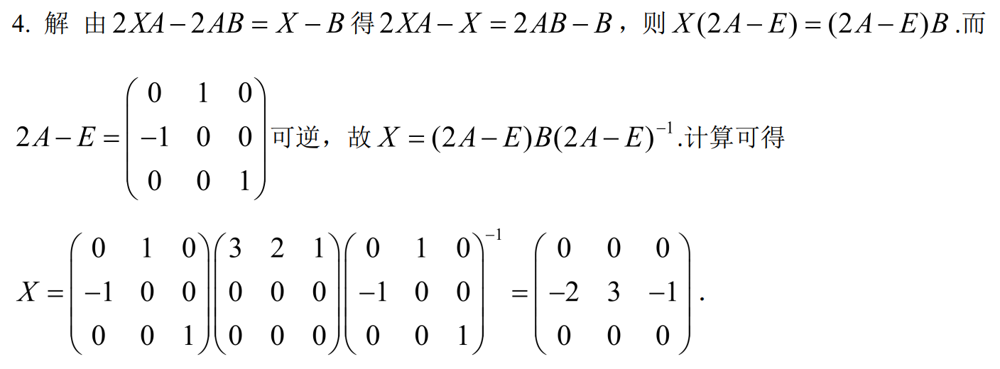 4. 解 由 2XA − 2AB = X − B 得 2XA − X = 2AB − B，则 X(2A − E) = (2A − E)B .而
2A − E = \begin{pmatrix} 0 & 1 & 0 \\ −1 & 0 & 0 \\ 0 & 0 & 1 \end{pmatrix} 可逆，故 X = (2A − E)B(2A − E)^{−1} .计算可得
X = \begin{pmatrix} 0 & 1 & 0 \\ −1 & 0 & 0 \\ 0 & 0 & 1 \end{pmatrix} \begin{pmatrix} 3 & 2 & 1 \\ 0 & 0 & 0 \\ 0 & 0 & 0 \end{pmatrix} \begin{pmatrix} 0 & 1 & 0 \\ −1 & 0 & 0 \\ 0 & 0 & 1 \end{pmatrix}^{−1} = \begin{pmatrix} 0 & 0 & 0 \\ −2 & 3 & −1 \\ 0 & 0 & 0 \end{pmatrix} .